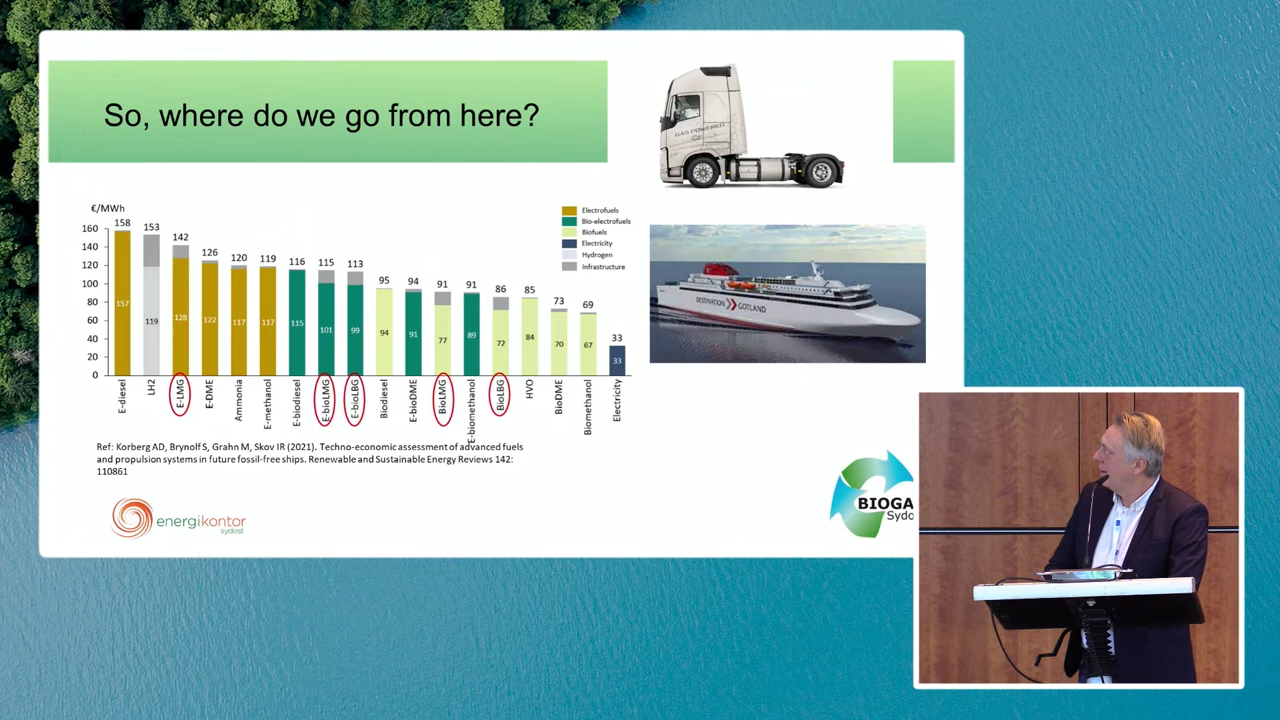 So, where do we go from here?
GAS POWERED
€/MWh
158 153 142 126 120 119 116 115 113 95 94 91 91 86 85 73 69 33
160
140
120
100
80
60
40
20
0
157 119 128 122 117 117 115 101 99 94 91 77 89 72 84 70 67 33
E-diesel
LH2
E-LMG
E-DME
Ammonia
E-methanol
E-biodiesel
E-bioLMG
E-bioLBG
Biodiesel
E-bioDME
BioLMG
E-biomethanol
BioLBG
HVO
BioDME
Biomethanol
Electricity
Electrofuels
Bio-electrofuels
Biofuels
Electricity
Hydrogen
Infrastructure
DESTINATION GOTLAND
Ref: Korberg AD, Brynolf S, Grahn M, Skov IR (2021). Techno-economic assessment of advanced fuels
and propulsion systems in future fossil-free ships. Renewable and Sustainable Energy Reviews 142:
110861
energikontor
sydost
BIOGA
Sydo